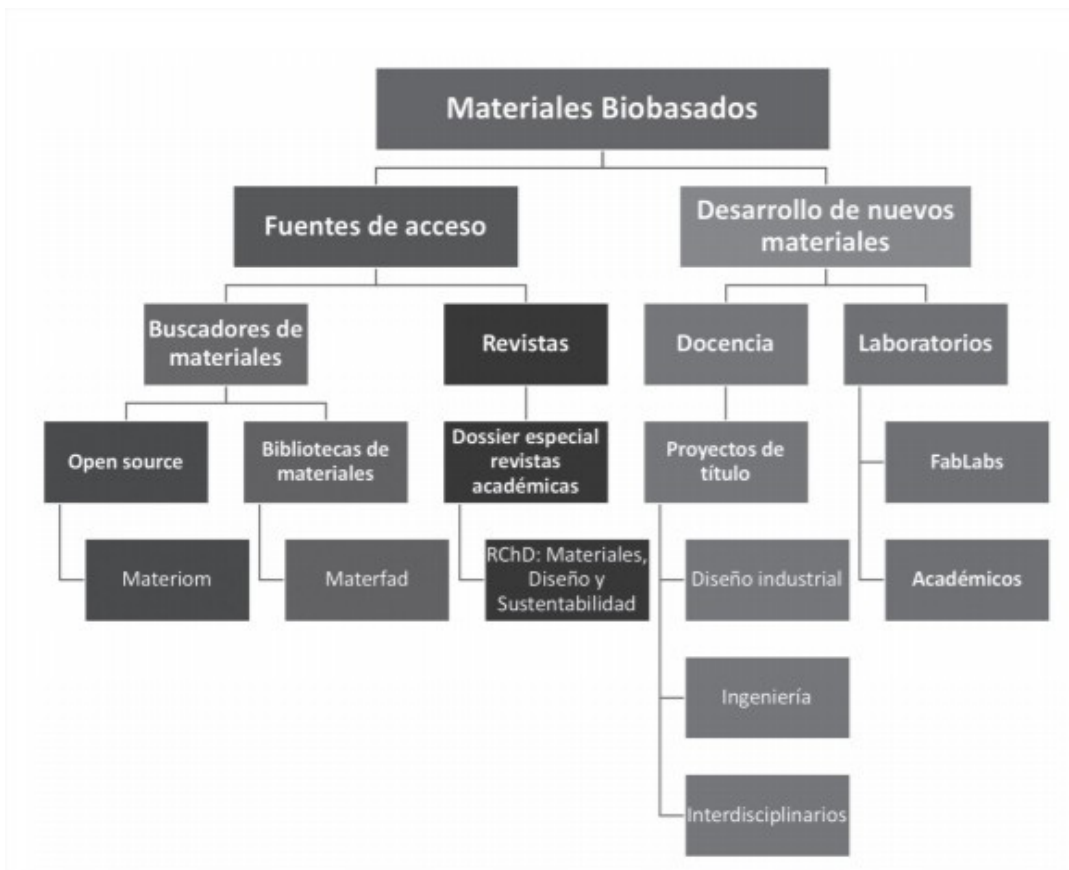 Materiales Biobasados
Fuentes de acceso
Desarrollo de nuevos
materiales
Buscadores de
materiales
Revistas
Docencia
Laboratorios
Open source
Bibliotecas de
materiales
Dossier especial
revistas
académicas
Proyectos de
título
FabLabs
Materiom
Materfad
RChD: Materiales,
Diseño y
Sustentabilidad
Diseño industrial
Académicos
Ingeniería
Interdisciplinarios